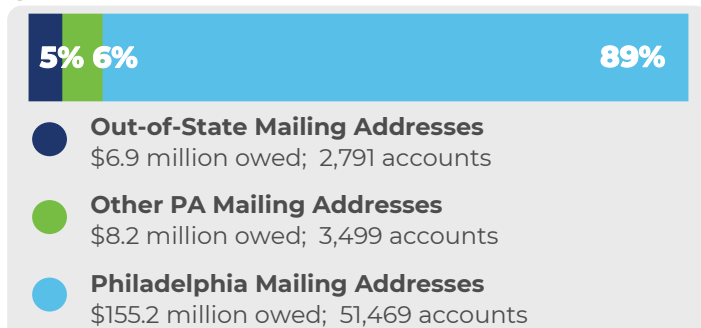 5% 6% 89%
Out-of-State Mailing Addresses
$6.9 million owed; 2,791 accounts
Other PA Mailing Addresses
$8.2 million owed; 3,499 accounts
Philadelphia Mailing Addresses
$155.2 million owed; 51,469 accounts